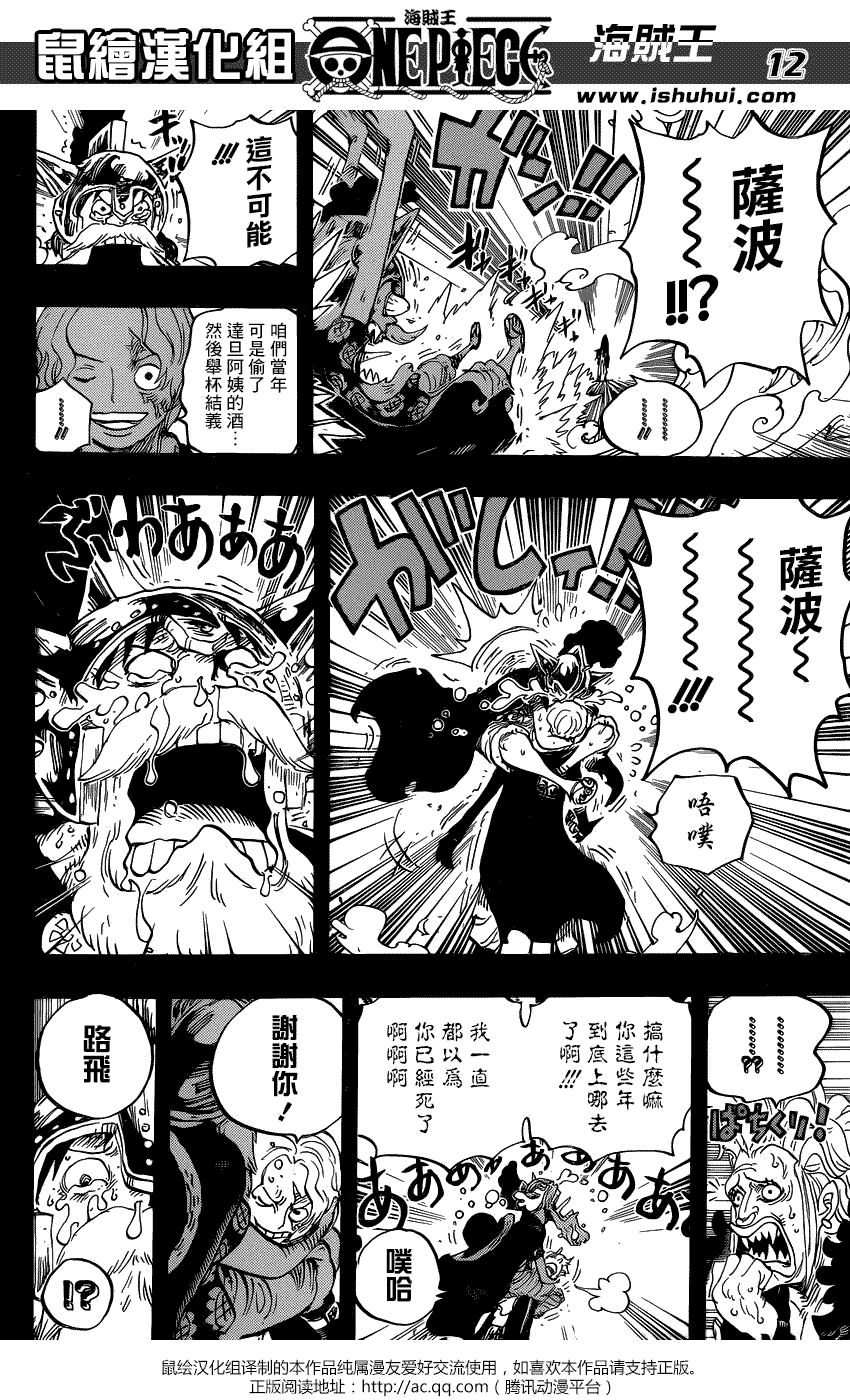 鼠繪漢化組
海賊王
ONE PIECE
海賊王
12
www.ishuhui.com
薩波
!!?
ガーン!!!
這不可能
!!!
咱們當年
可是偷了
達旦阿姨的酒…
然後舉杯結義
………!!
薩波~
!!!
唔噗
ガシィ!!!
ぶわあああ
………??
ぱちくり!
搞什麼嘛
你這些年
到底上哪去
了啊!!!
我一直
都以為
你已經死了
啊啊啊
噗哈
謝謝你!
路飛
!?
鼠绘汉化组译制的本作品纯属漫友爱好交流使用，如喜欢本作品请支持正版。
正版阅读地址：http://ac.qq.com（腾讯动漫平台）